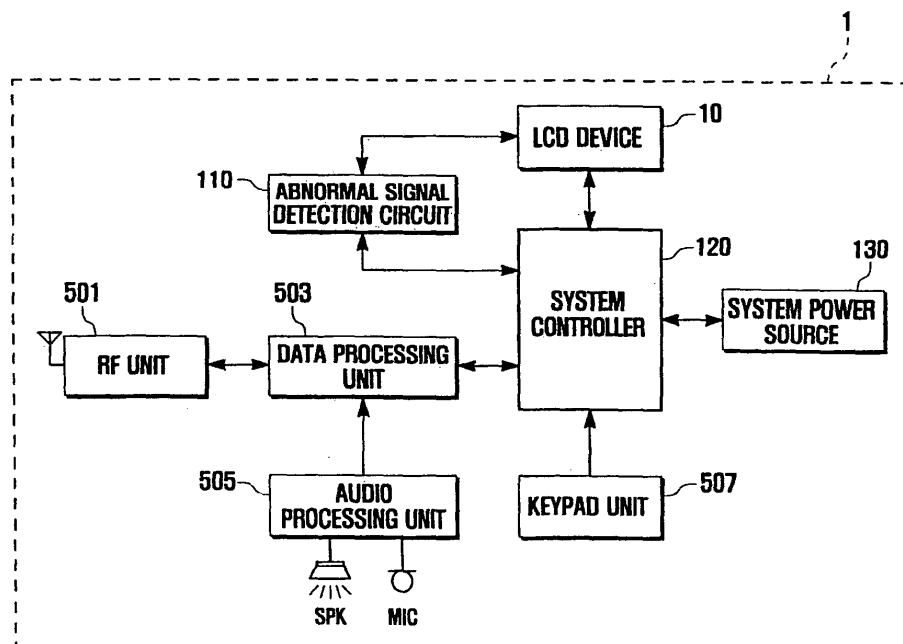 1
10
LCD DEVICE
110
ABNORMAL SIGNAL
DETECTION CIRCUIT
120
SYSTEM
CONTROLLER
130
SYSTEM POWER
SOURCE
501
RF UNIT
503
DATA PROCESSING
UNIT
505
AUDIO
PROCESSING UNIT
507
KEYPAD UNIT
SPK
MIC